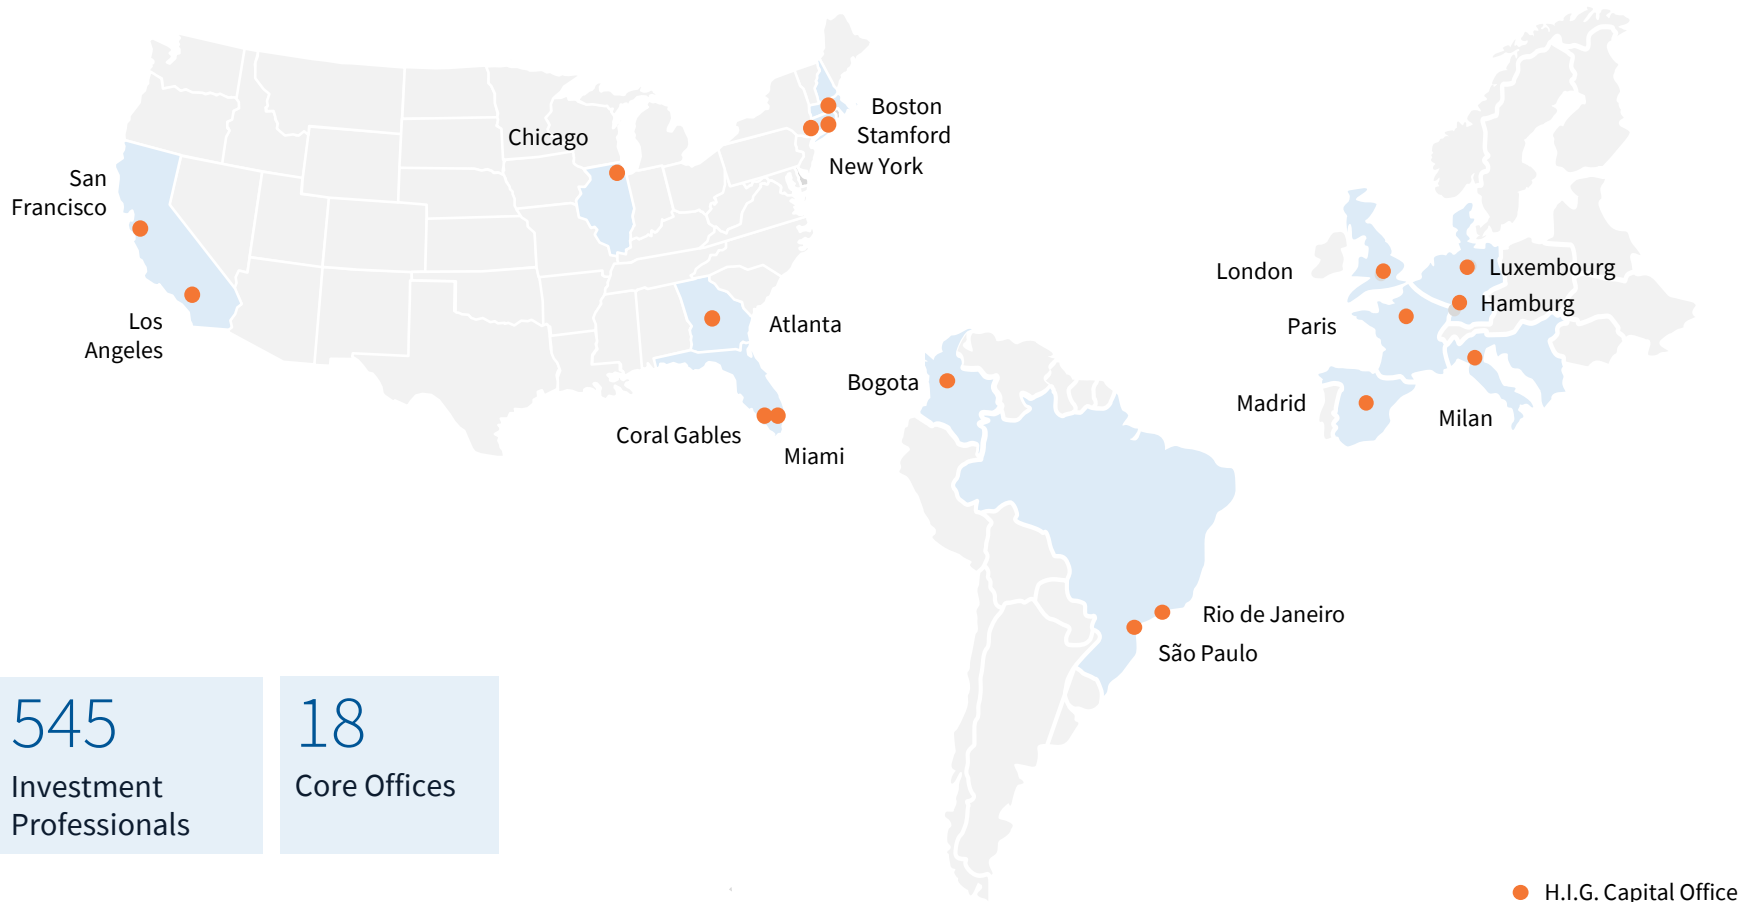 Boston
Stamford
New York
Chicago
San
Francisco
Los
Angeles
Atlanta
Coral Gables
Miami
Bogota
London
Luxembourg
Hamburg
Paris
Madrid
Milan
Rio de Janeiro
São Paulo
545
Investment
Professionals
18
Core Offices
H.I.G. Capital Office